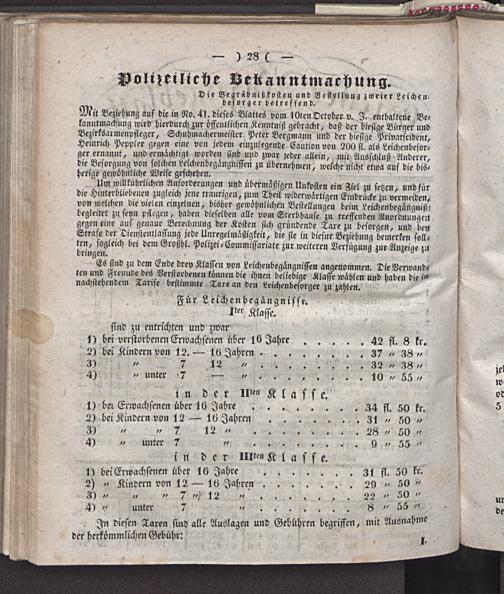 — ) 28 ( —
Polizeiliche Bekanntmachung.
Die Begräbnißkosten und Bestellung zweier Leichen-
besorger betreffend.
Mit Beziehung auf die in No. 41. dieses Blattes vom 10ten October v. J. enthaltene Be-
kanntmachung wird hierdurch zur öffentlichen Kenntniß gebracht, daß der hiesige Bürger und
Bezirksarmenpfleger, Schuhmachermeister, Peter Bergmann und der hiesige Privatscribent,
Heinrich Peppler gegen eine von jedem einzulegende Caution von 200 fl. als Leichenbesor-
ger ernannt, und ermächtigt worden sind und zwar jeder allein, mit Ausschluß Anderer,
die Besorgung von solchen Leichenbegängnissen zu übernehmen, welche nicht etwa auf die bis-
herige gewöhnliche Weise geschehen.
Um willkührlichen Anforderungen und übermäßigen Unkosten ein Ziel zu setzen, und für
die Hinterbliebenen zugleich jene traurigen, zum Theil widerwärtigen Eindrücke zu vermeiden,
von welchen die vielen einzelnen, bisher gewöhnlichen Bestellungen beim Leichenbegängniß
begleitet zu seyn pflegen, haben dieselben alle vom Sterbhause zu treffenden Anordnungen
gegen eine auf genaue Berechnung der Kosten sich gründende Taxe zu besorgen, und bey
Strafe der Dienstentlassung jede Unregelmäßigkeit, die sie in dieser Beziehung bemerken soll-
ten, sogleich bei dem Großhl. Polizei-Commissariate zur weiteren Verfügung zur Anzeige zu
bringen.
Es sind zu dem Ende drey Klassen von Leichenbegängnissen angenommen. Die Verwand-
ten und Freunde des Verstorbenen können die ihnen beliebige Klasse wählen und haben die in
nachstehendem Tarife bestimmte Taxe an den Leichenbesorger zu zahlen.
Für Leichenbegängnisse.
Iter Klasse.
sind zu entrichten und zwar
1) bei verstorbenen Erwachsenen über 16 Jahre . . . . . . 42 fl. 8 kr.
2) bei Kindern von 12. — 16 Jahren . . . . . . . . 37 „ 38 „
3) „ 7 12 „ . . . . . . . . 32 „ 38 „
4) „ unter 7 — „ . . . . . . . . 10 „ 55 „
in der IIten Klasse.
1) bei Erwachsenen über 16 Jahre . . . . . . . . 34 fl. 50 kr.
2) bei Kindern von 12 — 16 Jahren . . . . . . . . 31 „ 50 „
3) „ „ 7 12 „ . . . . . . . . 28 „ 50 „
4) „ unter 7 „ . . . . . . . . 9 „ 55 „
in der IIIten Klasse.
1) bei Erwachsenen über 16 Jahre . . . . . . . . 31 fl. 50 kr.
2) „ Kindern von 12 — 16 Jahren . . . . . . . . 29 „ 50 „
3) „ „ „ 7 „ 12 „ . . . . . . . . 22 „ 50 „
4) „ unter 7 „ . . . . . . . . 8 „ 55 „
In diesen Taxen sind alle Auslagen und Gebühren begriffen, mit Ausnahme
der herkömmlichen Gebühr:
I.